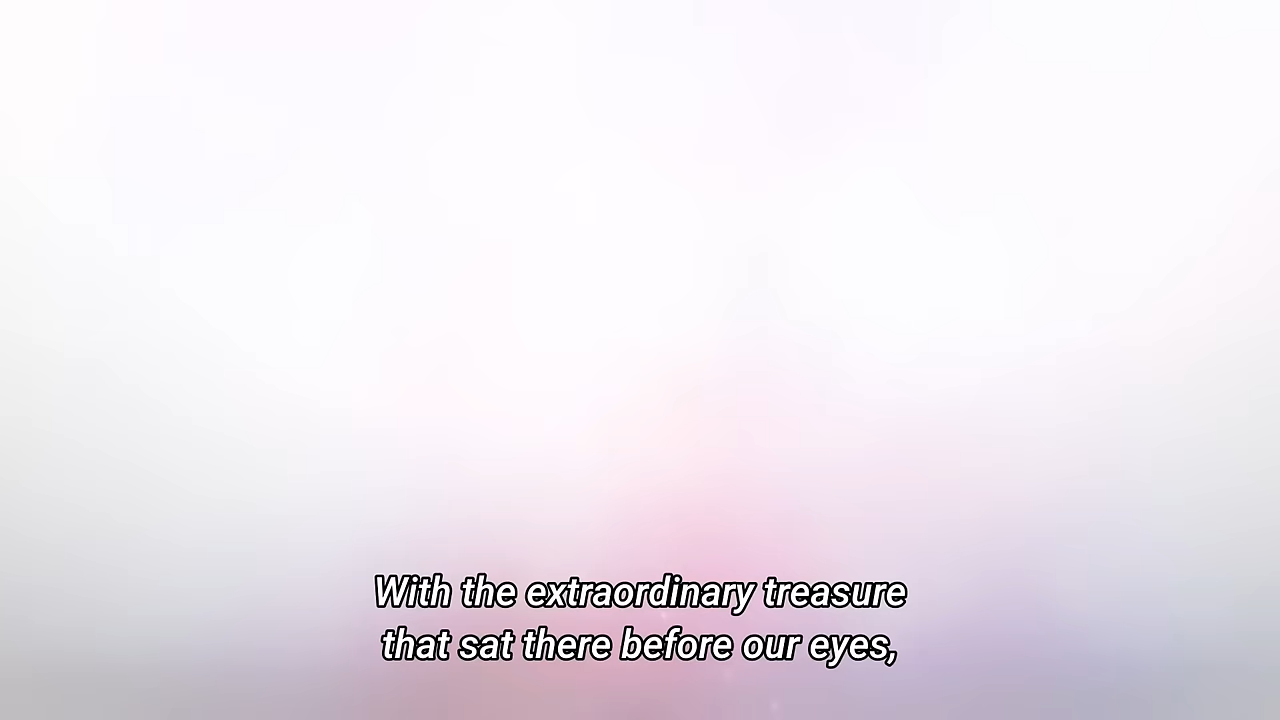 With the extraordinary treasure
that sat there before our eyes,